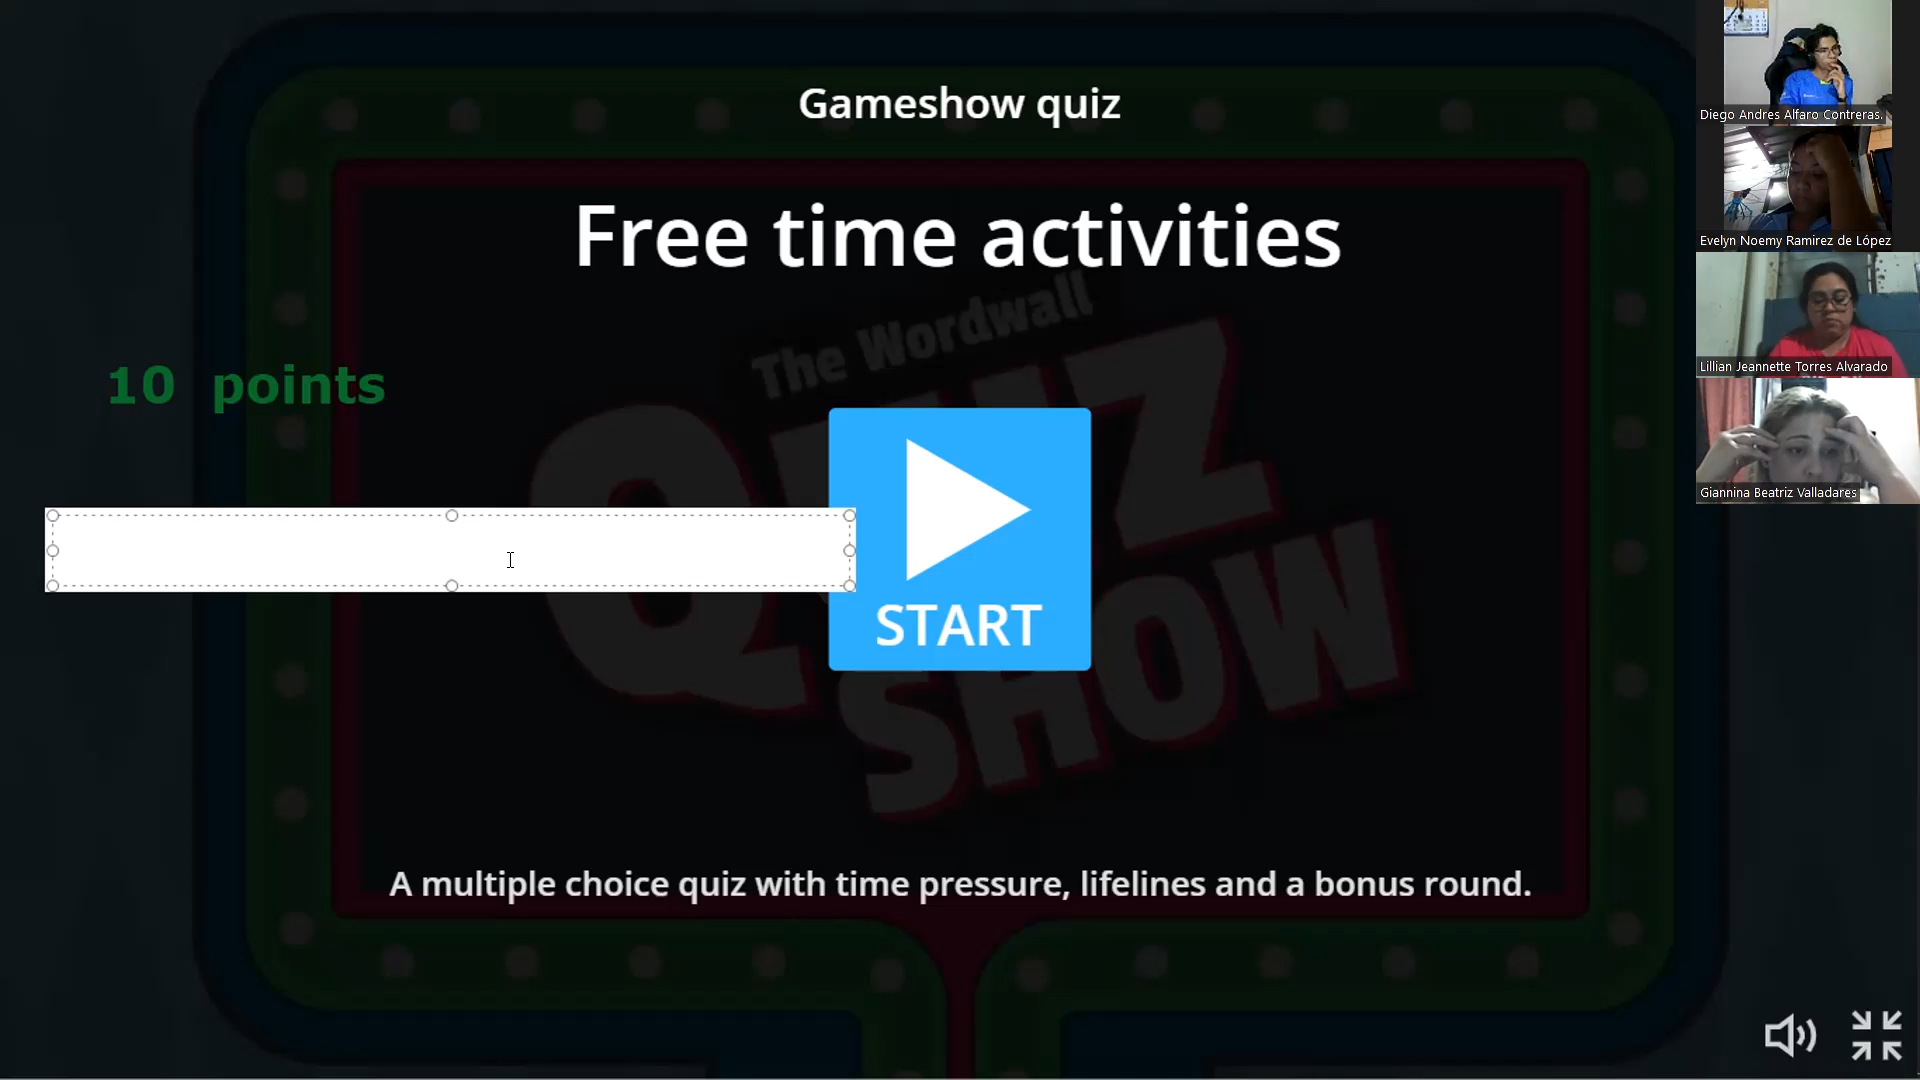 Gameshow quiz
Free time activities
The Wordwall
QUIZ
SHOW
10 points
START
A multiple choice quiz with time pressure, lifelines and a bonus round.
Diego Andres Alfaro Contreras.
Evelyn Noemy Ramirez de López
Lillian Jeannette Torres Alvarado
Giannina Beatriz Valladares